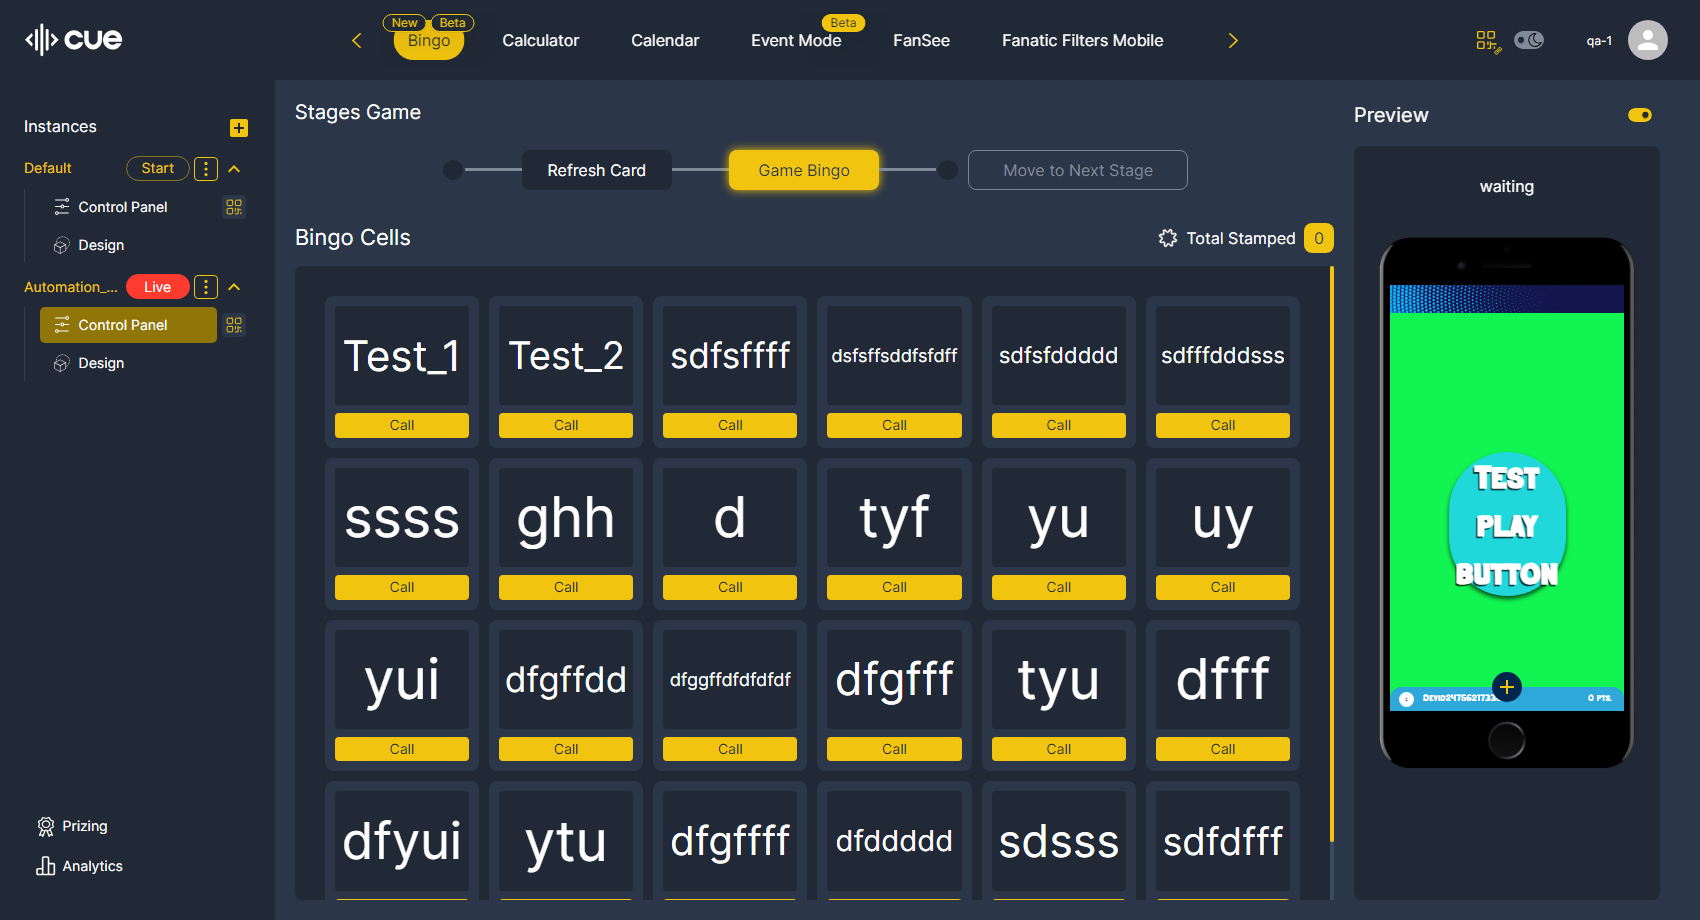 cue
New
Beta
Bingo
Calculator
Calendar
Event Mode
Beta
FanSee
Fanatic Filters Mobile
qa-1
Instances
Default
Start
Control Panel
Design
Automation_...
Live
Control Panel
Design
Prizing
Analytics
Stages Game
Refresh Card
Game Bingo
Move to Next Stage
Bingo Cells
Total Stamped 0
Test_1
Test_2
sdfsffff
dsfsffsddfsfdff
sdfsfddddd
sdfffdddsss
Call
Call
Call
Call
Call
Call
ssss
ghh
d
tyf
yu
uy
Call
Call
Call
Call
Call
Call
yui
dfgffdd
dfggffdfdfdfdf
dfgfff
tyu
dfff
Call
Call
Call
Call
Call
Call
dfyui
ytu
dfgffff
dfddddd
sdsss
sdfdfff
Preview
waiting
TEST
PLAY
BUTTON
0 PTS.